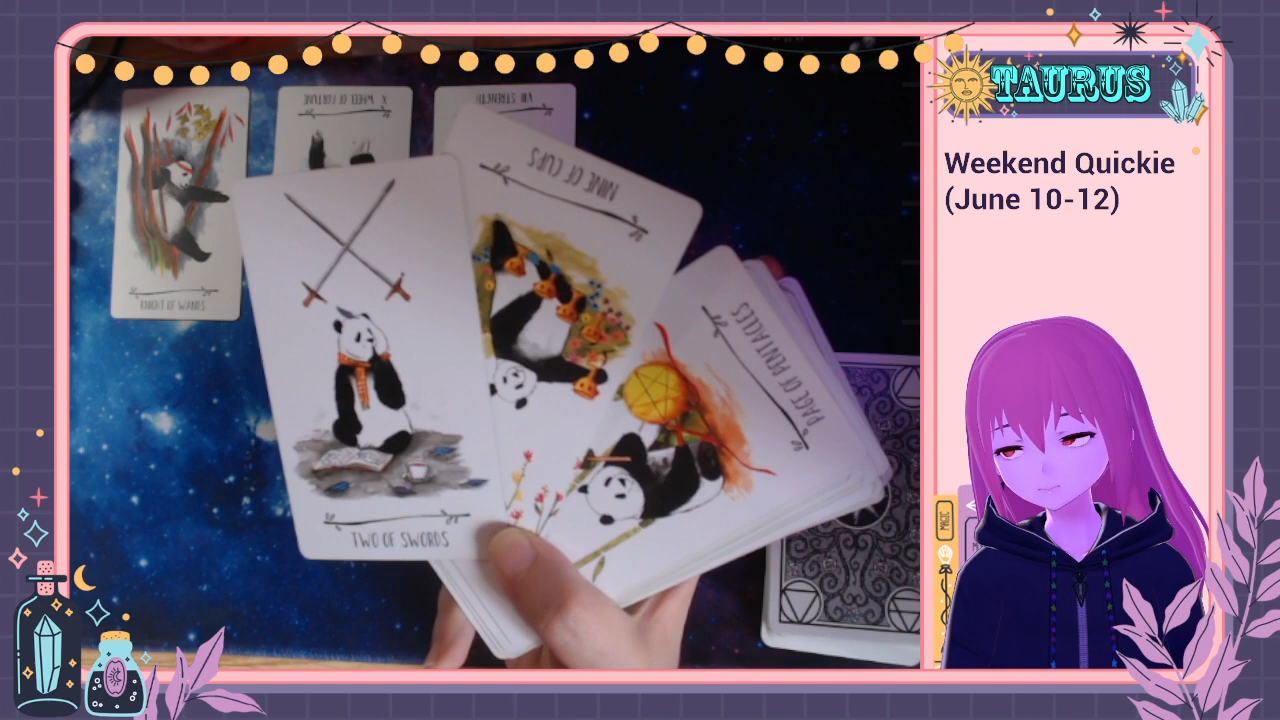 TAURUS
Weekend Quickie
(June 10-12)
X WHEEL OF FORTUNE
VIII STRENGTH
NINE OF CUPS
KNIGHT OF WANDS
PAGE OF PENTACLES
TWO OF SWORDS
MAGIC